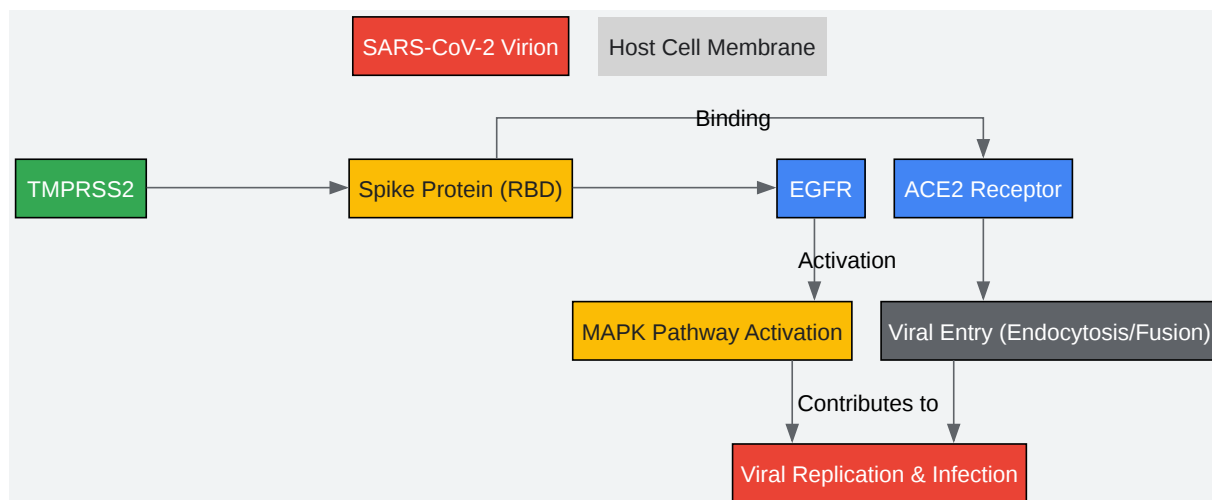 SARS-CoV-2 Virion
Host Cell Membrane
Binding
TMPRSS2
Spike Protein (RBD)
EGFR
ACE2 Receptor
Activation
MAPK Pathway Activation
Viral Entry (Endocytosis/Fusion)
Contributes to
Viral Replication & Infection